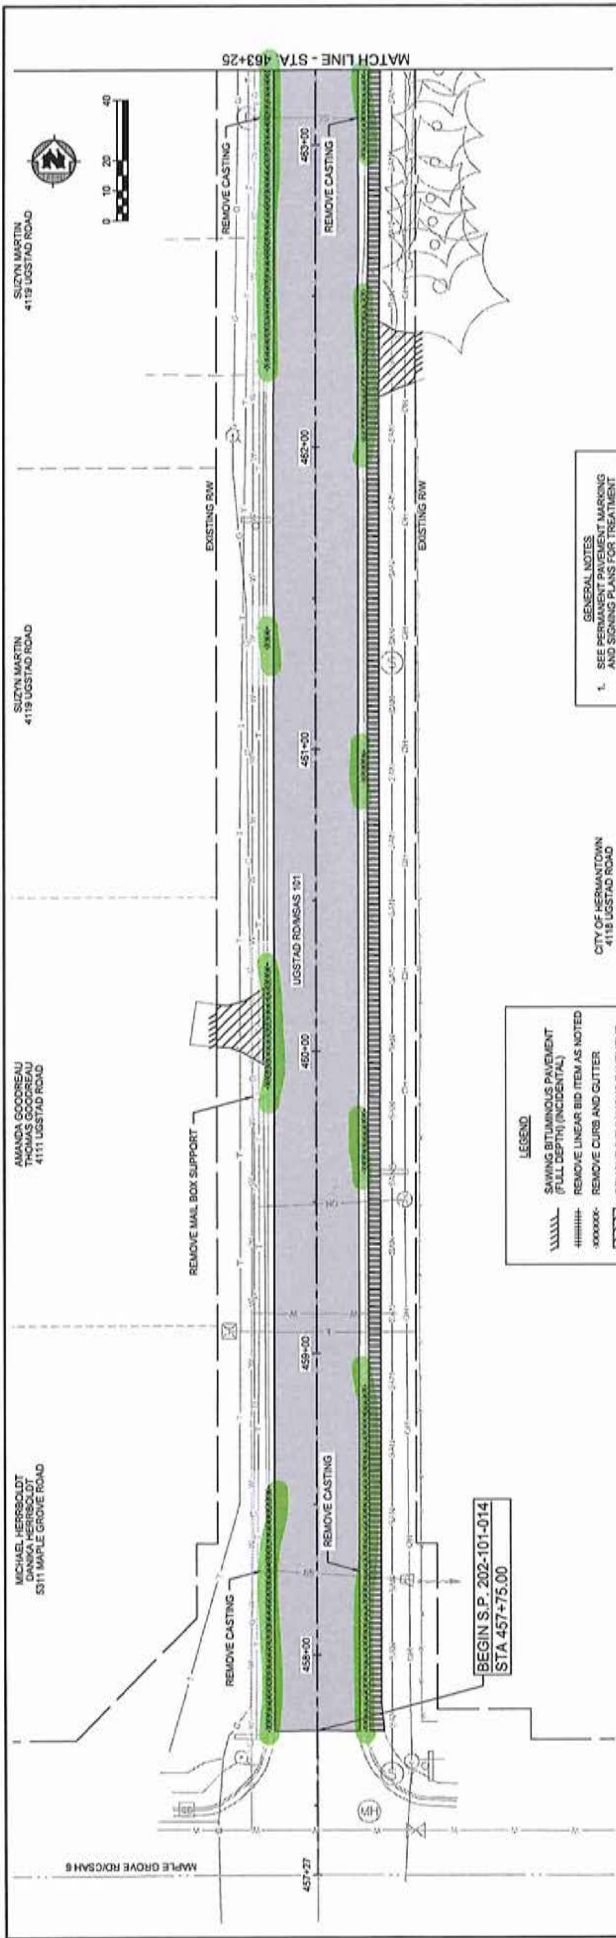 MICHAEL HERRBOLDT
DANIKA HERRBOLDT
5311 MAPLE GROVE ROAD
AMANDA GOODREAU
THOMAS GOODREAU
4111 UGSTAD ROAD
SUZYN MARTIN
4119 UGSTAD ROAD
SUZYN MARTIN
4119 UGSTAD ROAD
0 10 20 40
N
REMOVE MAIL BOX SUPPORT
EXISTING R/W
REMOVE CASTING
REMOVE CASTING
MAPLE GROVE RD/CSAH 6
UGSTAD RD/MSAS 101
457+27
458+00
459+00
460+00
461+00
462+00
463+00
MATCH LINE - STA. 463+25
REMOVE CASTING
REMOVE CASTING
MH
EXISTING R/W
BEGIN S.P. 202-101-014
STA 457+75.00
LEGEND
SAWING BITUMINOUS PAVEMENT
(FULL DEPTH) (INCIDENTAL)
REMOVE LINEAR BID ITEM AS NOTED
REMOVE CURB AND GUTTER
CITY OF HERMANTOWN
4118 UGSTAD ROAD
GENERAL NOTES
1. SEE PERMANENT PAVEMENT MARKING
AND SIGNING PLANS FOR TREATMENT